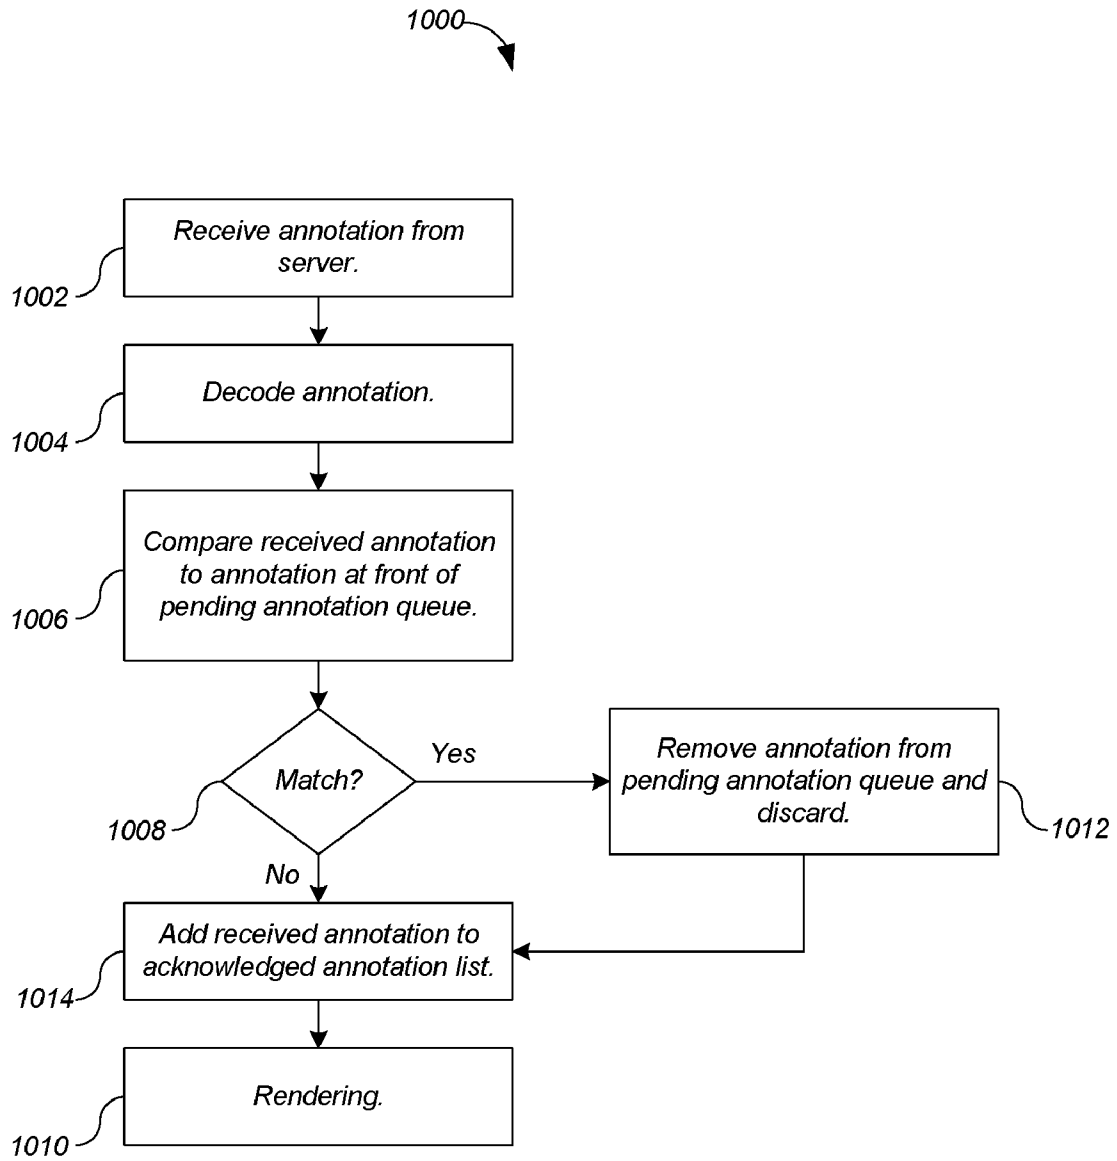 1000
Receive annotation from
server.
1002
Decode annotation.
1004
Compare received annotation
to annotation at front of
pending annotation queue.
1006
Match?
Yes
1008
Remove annotation from
pending annotation queue and
discard.
1012
No
Add received annotation to
acknowledged annotation list.
1014
Rendering.
1010